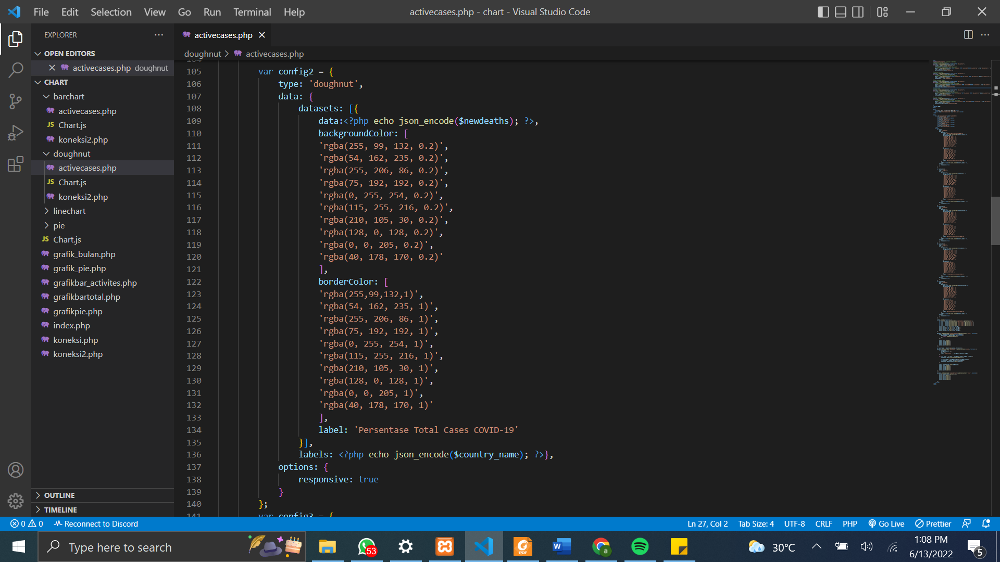 File Edit Selection View Go Run Terminal Help
activecases.php - chart - Visual Studio Code
EXPLORER
OPEN EDITORS
activecases.php doughnut
CHART
barchart
activecases.php
JS Chart.js
koneksi2.php
doughnut
activecases.php
JS Chart.js
koneksi2.php
linechart
pie
JS Chart.js
grafik_bulan.php
grafik_pie.php
grafikbar_activites.php
grafikbartotal.php
grafikpie.php
index.php
koneksi.php
koneksi2.php
OUTLINE
TIMELINE
activecases.php
doughnut > activecases.php
105 var config2 = {
106 type: 'doughnut',
107 data: {
108 datasets: [{
109 data:<?php echo json_encode($newdeaths); ?>,
110 backgroundColor: [
111 'rgba(255, 99, 132, 0.2)',
112 'rgba(54, 162, 235, 0.2)',
113 'rgba(255, 206, 86, 0.2)',
114 'rgba(75, 192, 192, 0.2)',
115 'rgba(0, 255, 254, 0.2)',
116 'rgba(115, 255, 216, 0.2)',
117 'rgba(210, 105, 30, 0.2)',
118 'rgba(128, 0, 128, 0.2)',
119 'rgba(0, 0, 205, 0.2)',
120 'rgba(40, 178, 170, 0.2)'
121 ],
122 borderColor: [
123 'rgba(255,99,132,1)',
124 'rgba(54, 162, 235, 1)',
125 'rgba(255, 206, 86, 1)',
126 'rgba(75, 192, 192, 1)',
127 'rgba(0, 255, 254, 1)',
128 'rgba(115, 255, 216, 1)',
129 'rgba(210, 105, 30, 1)',
130 'rgba(128, 0, 128, 1)',
131 'rgba(0, 0, 205, 1)',
132 'rgba(40, 178, 170, 1)'
133 ],
134 label: 'Persentase Total Cases COVID-19'
135 }],
136 labels: <?php echo json_encode($country_name); ?>},
137 options: {
138 responsive: true
139 }
140 };
141 var config3 = {
0 0 Reconnect to Discord
Ln 27, Col 2 Tab Size: 4 UTF-8 CRLF PHP Go Live Prettier
Type here to search
53
PDF
W
a
30°C
1:08 PM
6/13/2022
5